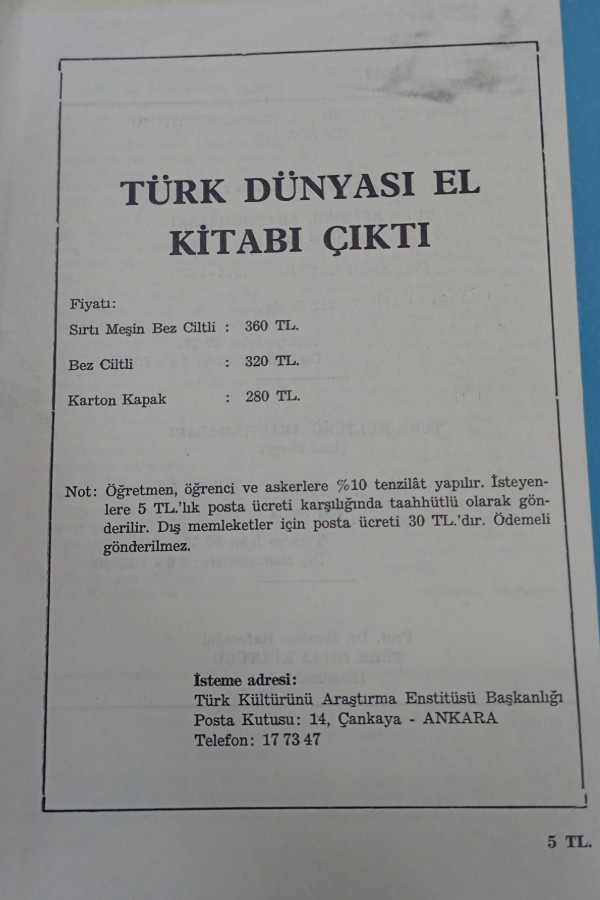 TÜRK DÜNYASI EL
KİTABI ÇIKTI
Fiyatı:
Sırtı Meşin Bez Ciltli : 360 TL.
Bez Ciltli : 320 TL.
Karton Kapak : 280 TL.
Not: Öğretmen, öğrenci ve askerlere %10 tenzilât yapılır. İsteyen-
lere 5 TL.'lık posta ücreti karşılığında taahhütlü olarak gön-
derilir. Dış memleketler için posta ücreti 30 TL.'dır. Ödemeli
gönderilmez.
İsteme adresi:
Türk Kültürünü Araştırma Enstitüsü Başkanlığı
Posta Kutusu: 14, Çankaya - ANKARA
Telefon: 17 73 47
5 TL.